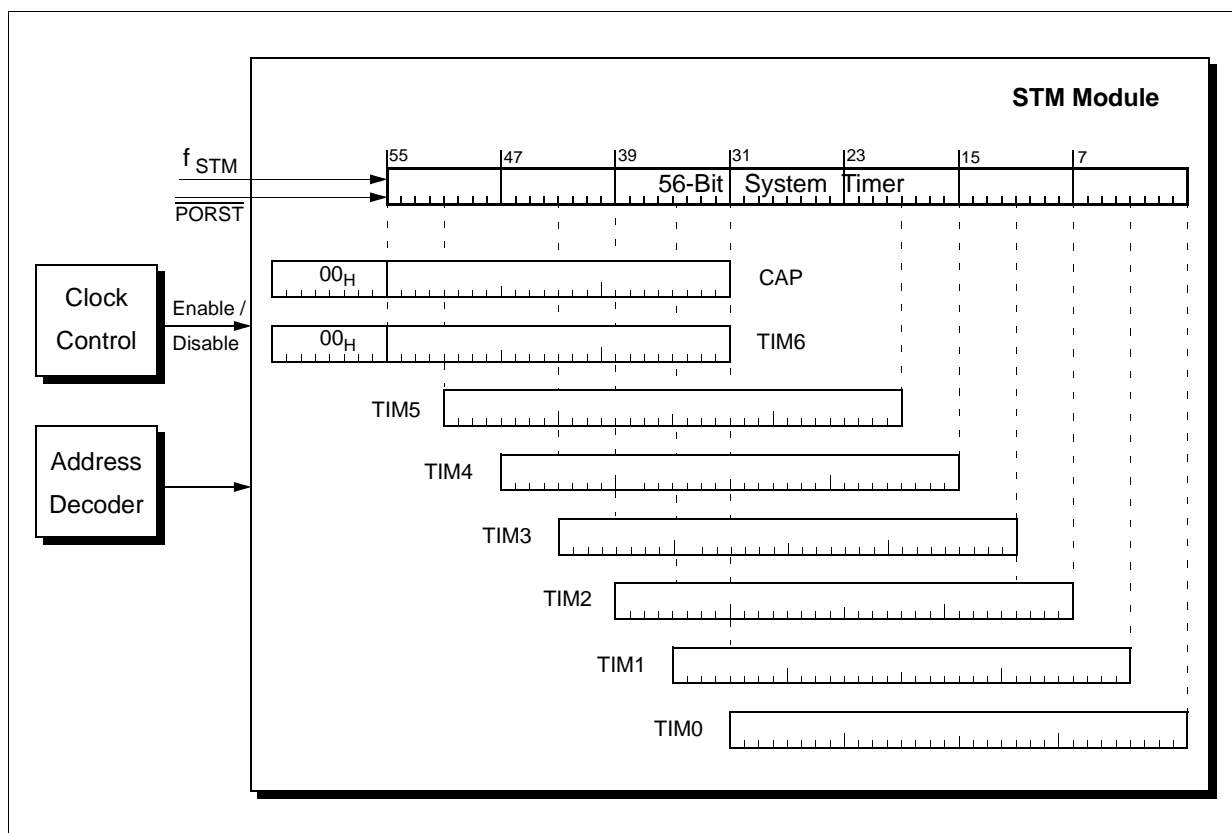 STM Module
f STM
PORST
55 47 39 31 23 15 7
56-Bit System Timer
Clock
Control
Enable /
Disable
Address
Decoder
00H
CAP
00H
TIM6
TIM5
TIM4
TIM3
TIM2
TIM1
TIM0